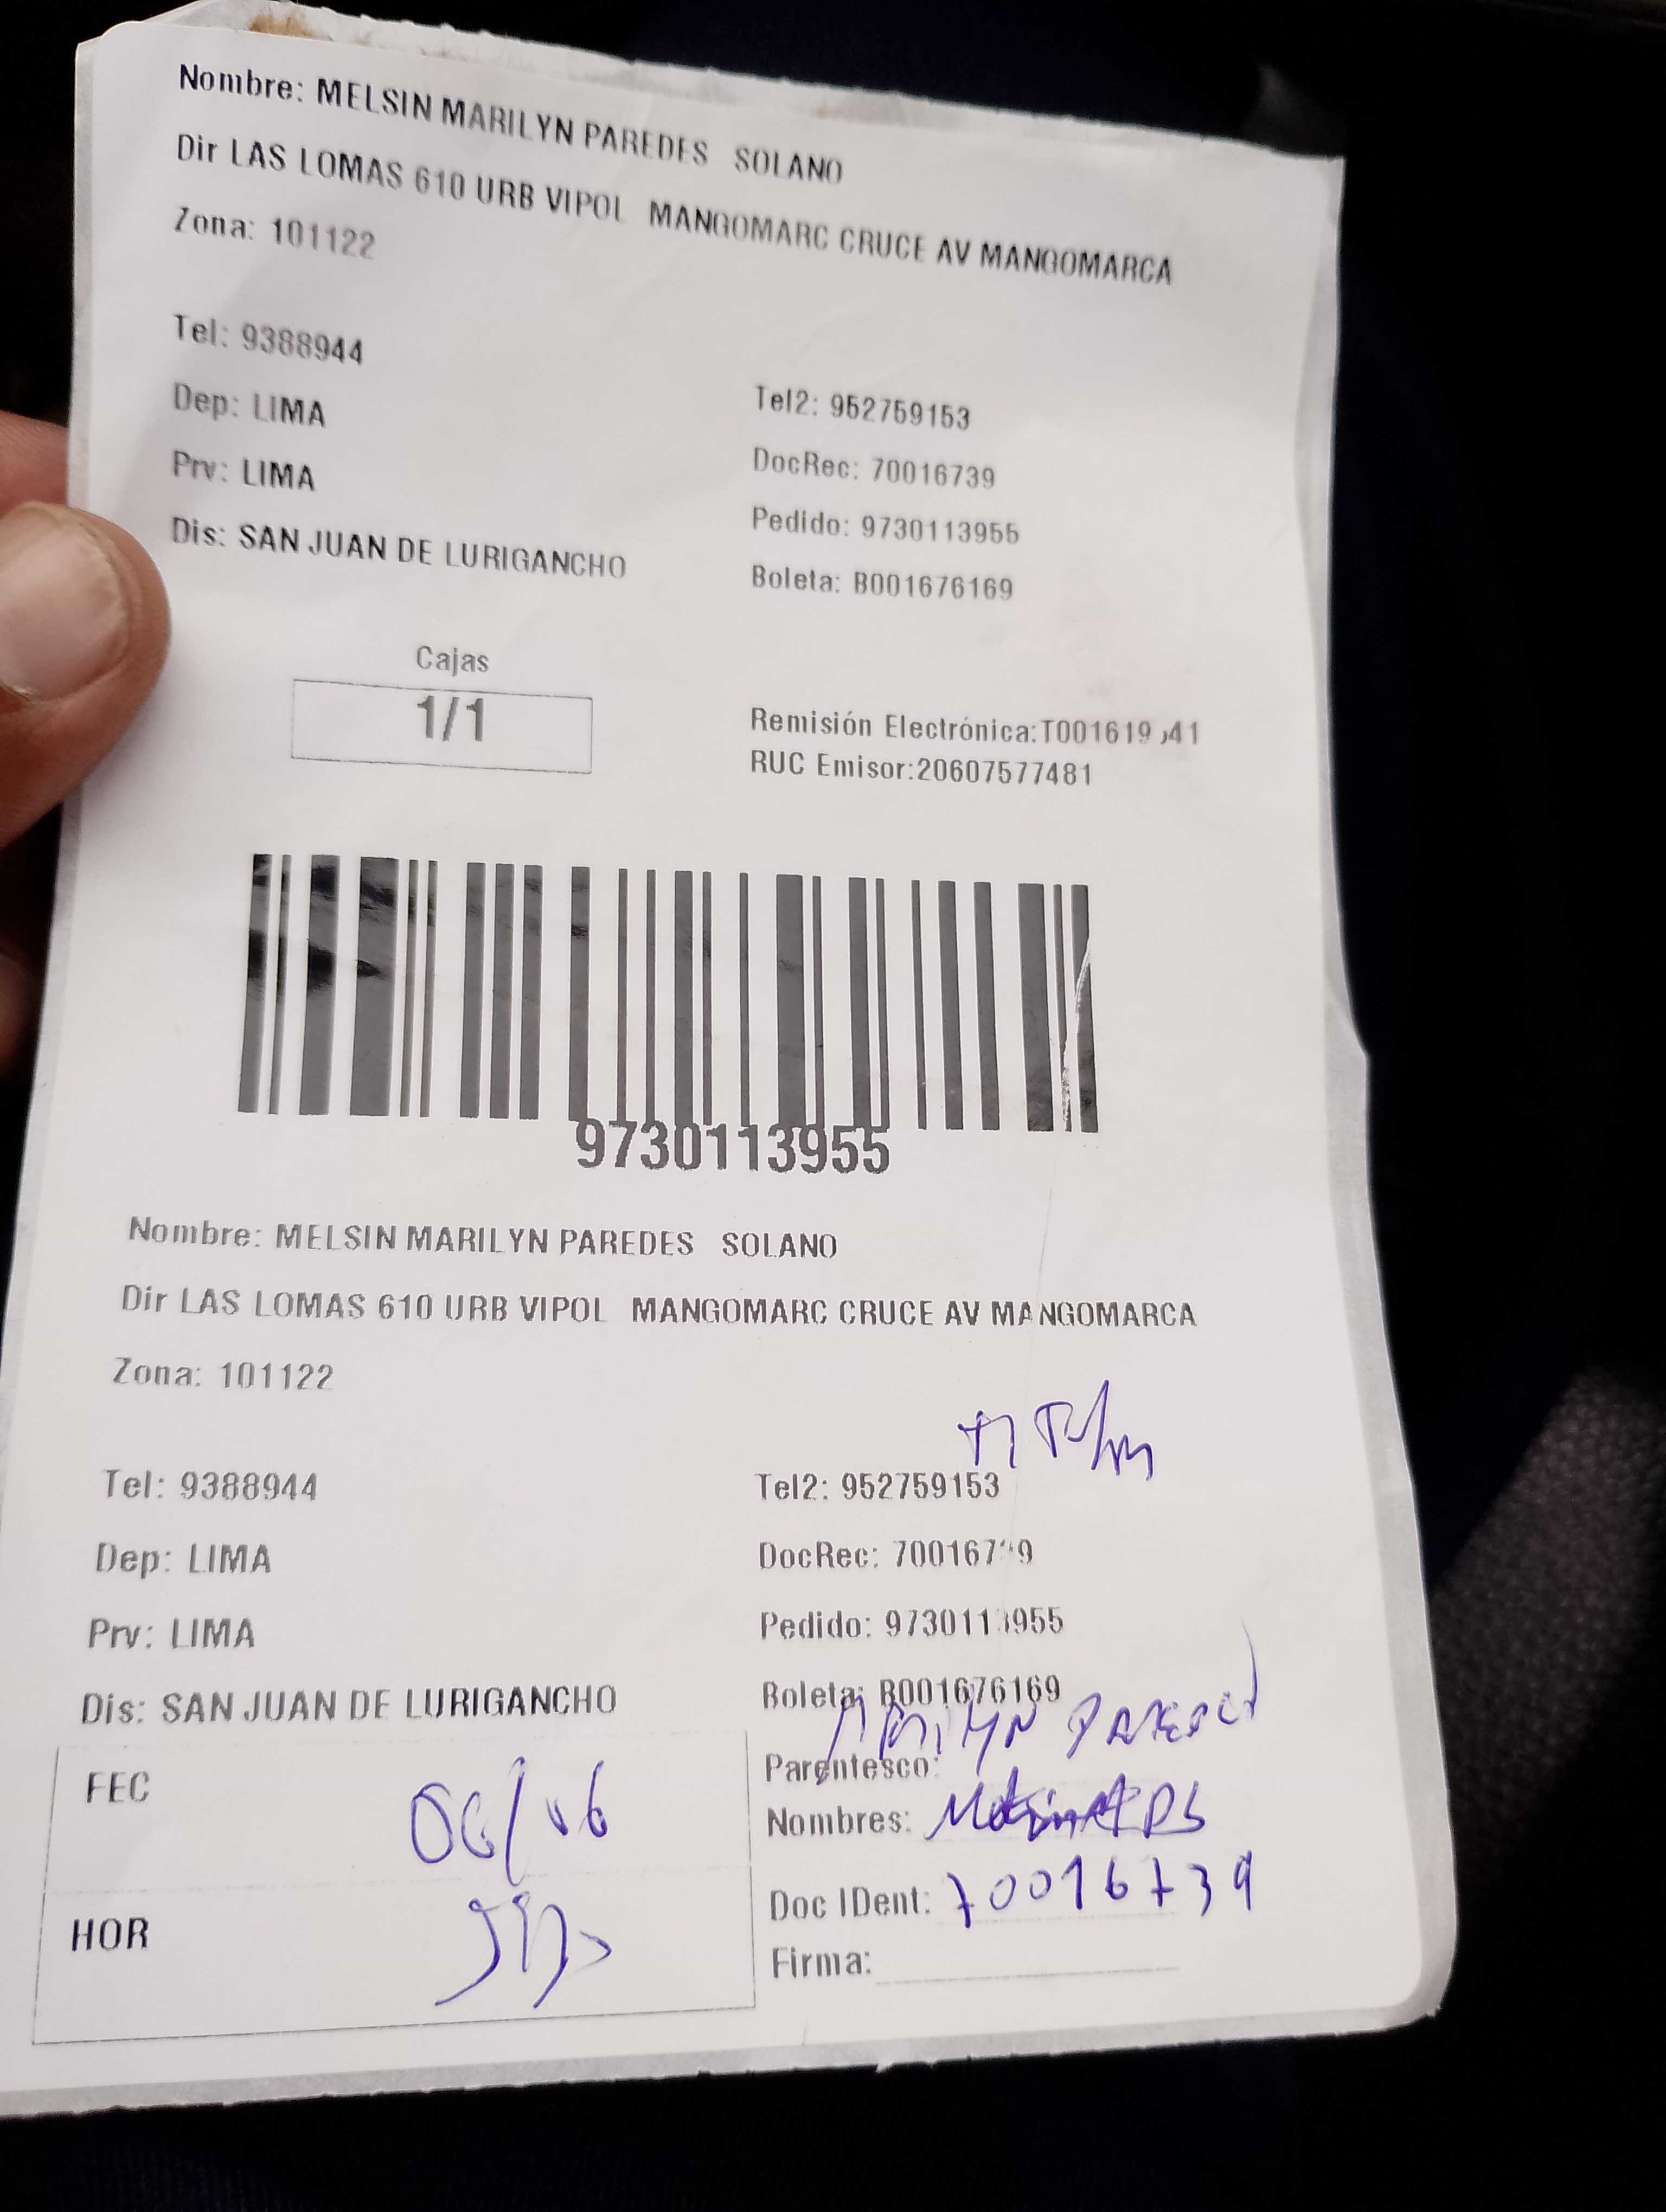 Nombre: MELSIN MARILYN PAREDES SOLANO
Dir LAS LOMAS 610 URB VIPOL MANGOMARC CRUCE AV MANGOMARCA
Zona: 101122
Tel: 9388944
Tel2: 952759153
Dep: LIMA
DocRec: 70016739
Prv: LIMA
Pedido: 9730113955
Dis: SAN JUAN DE LURIGANCHO
Boleta: B001676169
Cajas
1/1
Remisión Electrónica:
RUC Emisor:20607577481
9730113955
Nombre: MELSIN MARILYN PAREDES SOLANO
Dir LAS LOMAS 610 URB VIPOL MANGOMARC CRUCE AV MANGOMARCA
Zona: 101122
Tel: 9388944
Tel2: 952759153
Dep: LIMA
DocRec:
Prv: LIMA
Pedido:
Dis: SAN JUAN DE LURIGANCHO
Boleta: B001676169
Parentesco:
FEC 06/06
Nombres:
Doc IDent: 70016739
HOR
Firma: